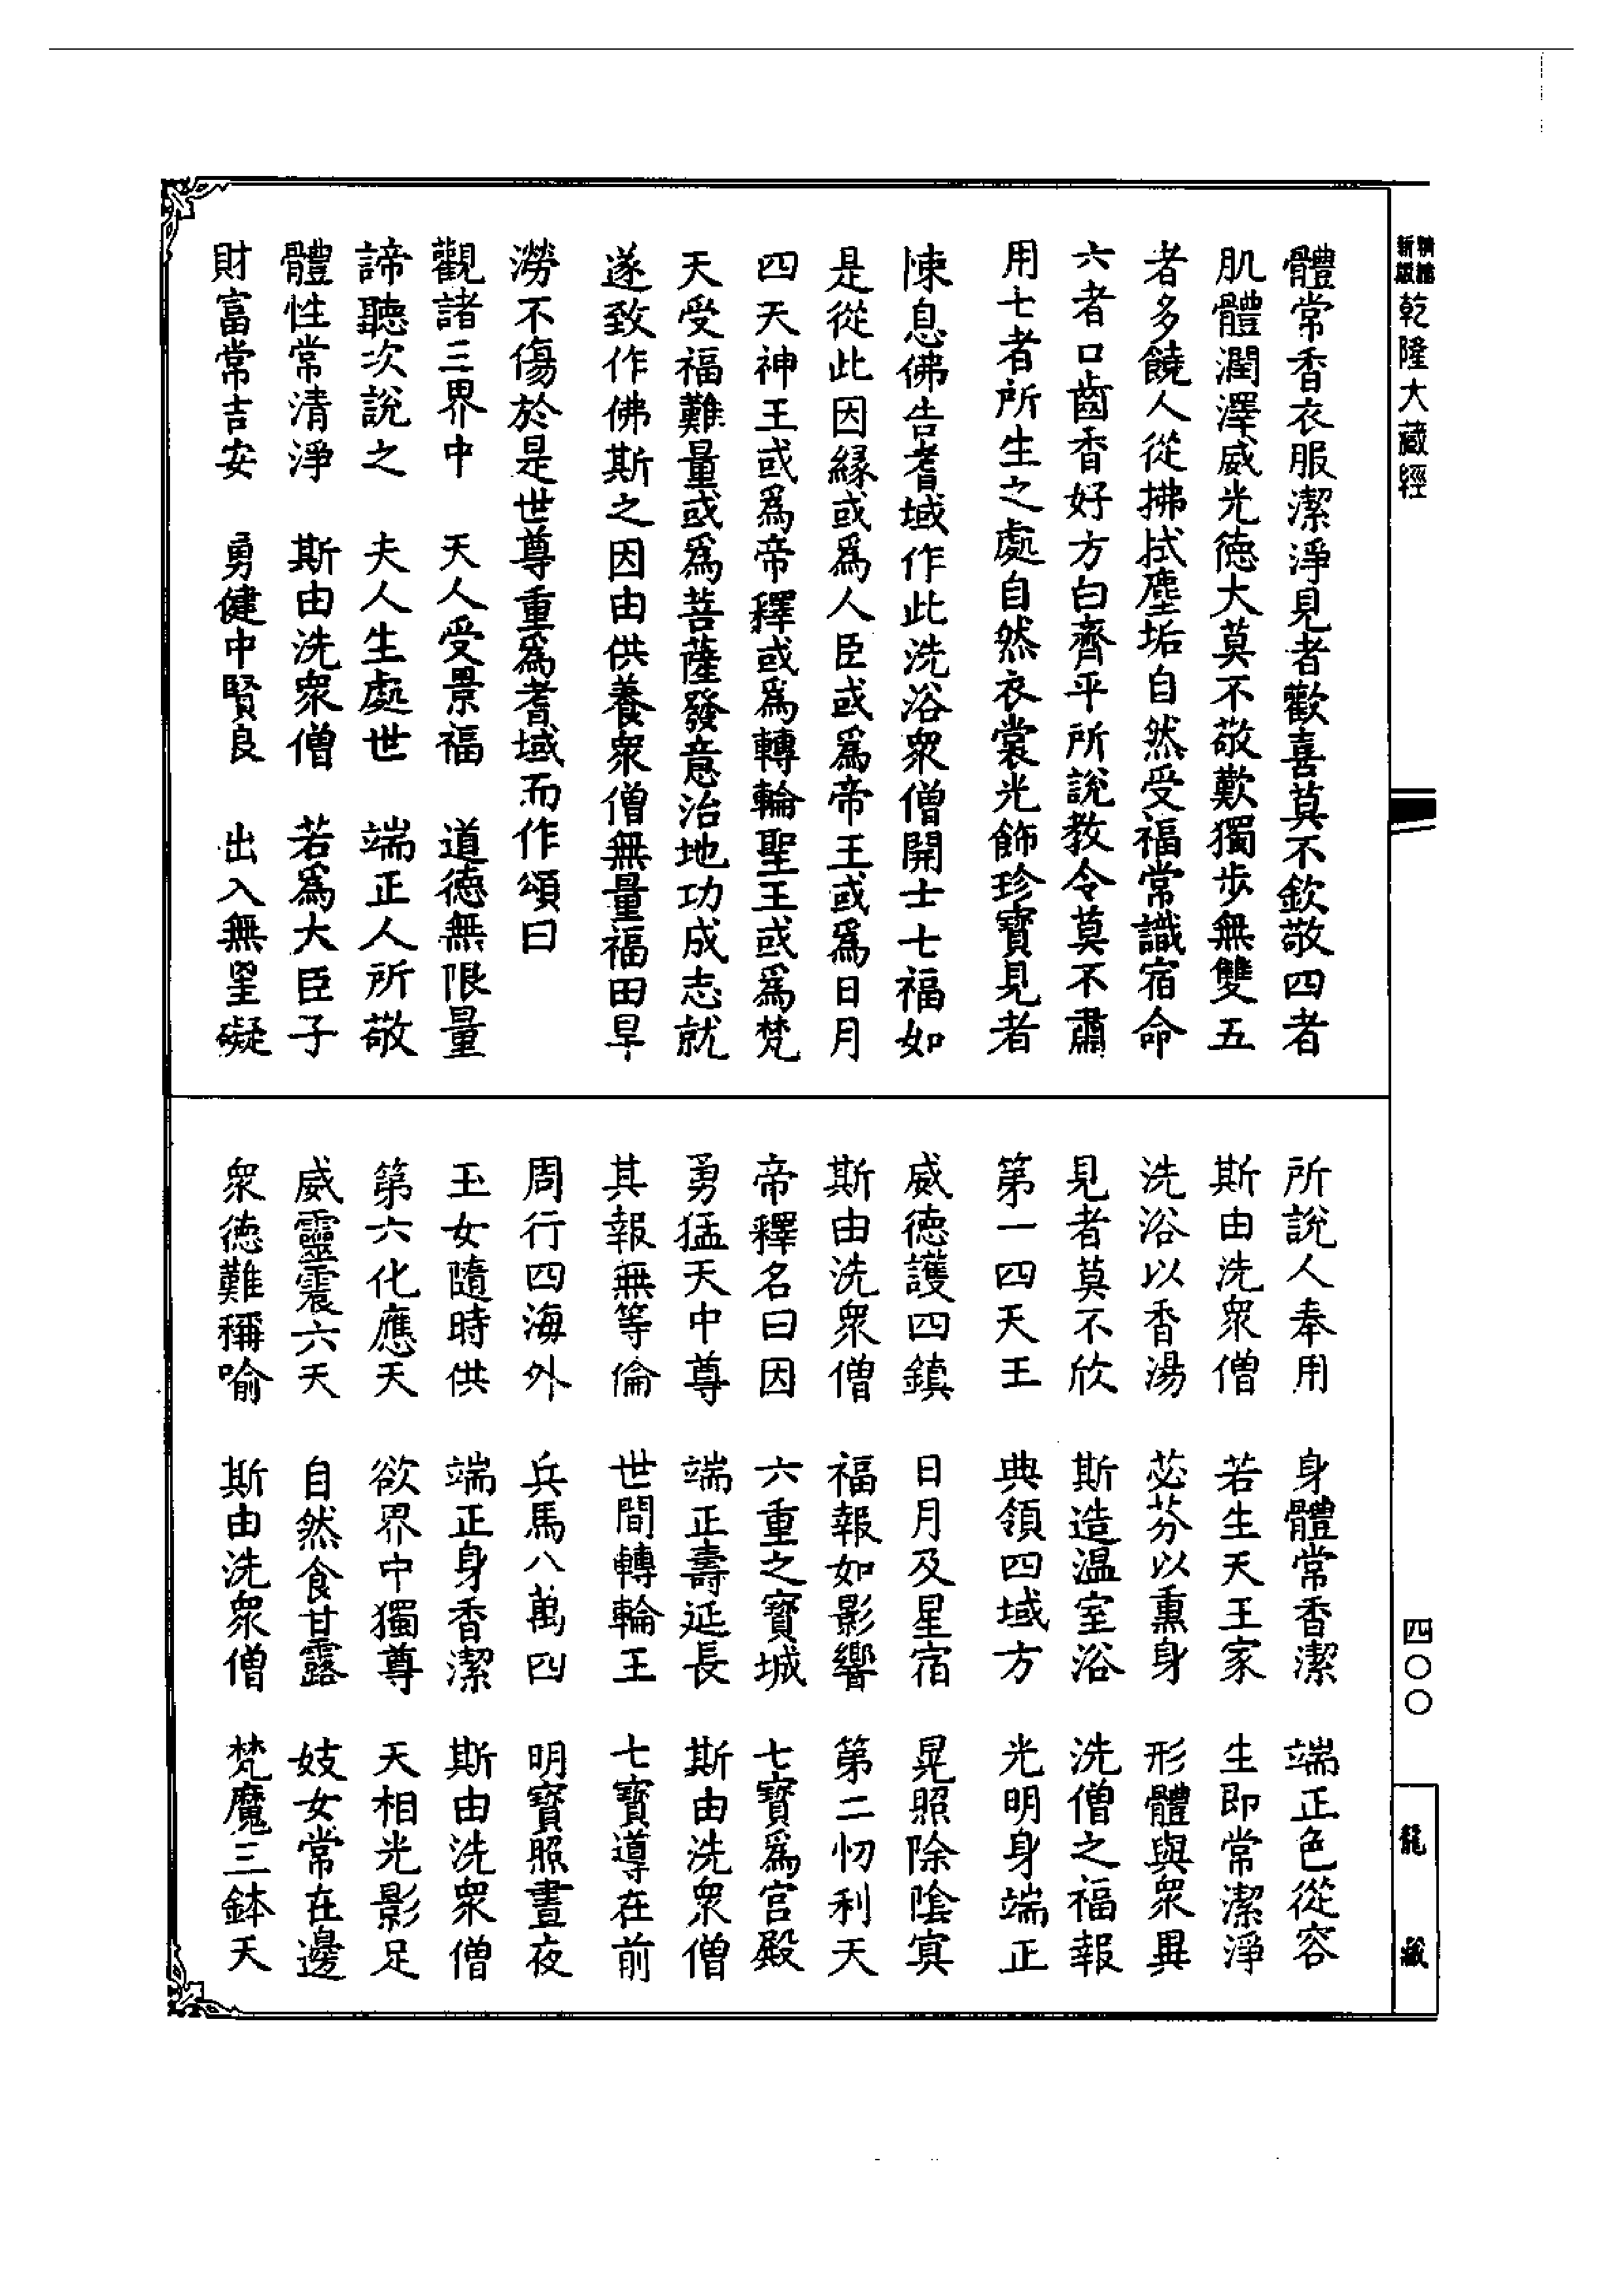 精縮
新版
乾隆大藏經
體常香衣服潔淨見者歡喜莫不欽敬四者
肌體潤澤威光德大莫不敬歎獨步無雙五
者多饒人從拂拭塵垢自然受福常識宿命
六者口齒香好方白齊平所說教令莫不肅
用七者所生之處自然衣裳光飾珍寶見者
悚息佛告耆域作此洗浴衆僧開士七福如
是從此因緣或爲人臣或爲帝王或爲日月
四天神王或爲帝釋或爲轉輪聖王或爲梵
天受福難量或爲菩薩發意治地功成志就
遂致作佛斯之因由供養衆僧無量福田旱
澇不傷於是世尊重爲耆域而作頌曰
觀諸三界中　天人受景福　道德無限量
諦聽次說之　夫人生處世　端正人所敬
體性常清淨　斯由洗衆僧　若爲大臣子
財富常吉安　勇健中賢良　出入無罣礙
所說人奉用　身體常香潔　端正色從容
斯由洗衆僧　若生天王家　生即常潔淨
洗浴以香湯　苾芬以熏身　形體與衆異
見者莫不欣　斯造温室浴　洗僧之福報
第一四天王　典領四域方　光明身端正
威德護四鎮　日月及星宿　晃照除陰冥
斯由洗衆僧　福報如影響　第二忉利天
帝釋名曰因　六重之寶城　七寶爲宮殿
勇猛天中尊　端正壽延長　斯由洗衆僧
其報無等倫　世間轉輪王　七寶導在前
周行四海外　兵馬八萬四　明寶照晝夜
玉女隨時供　端正身香潔　斯由洗衆僧
第六化應天　欲界中獨尊　天相光影足
威靈震六天　自然食甘露　妓女常在邊
衆德難稱喻　斯由洗衆僧　梵魔三鉢天
四〇〇
龍藏